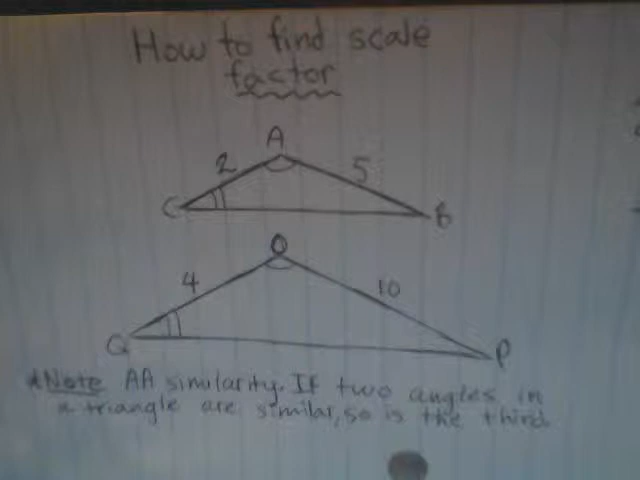 How to find scale
factor
A
2
5
C
B
O
4
10
Q
P
*Note AA similarity. If two angles in
a triangle are similar, so is the third.